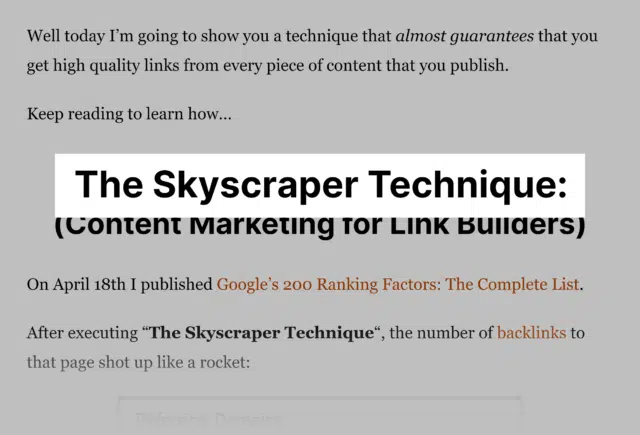 Well today I’m going to show you a technique that almost guarantees that you
get high quality links from every piece of content that you publish.
Keep reading to learn how...
The Skyscraper Technique:
(Content Marketing for Link Builders)
On April 18th I published Google’s 200 Ranking Factors: The Complete List.
After executing “The Skyscraper Technique“, the number of backlinks to
that page shot up like a rocket: